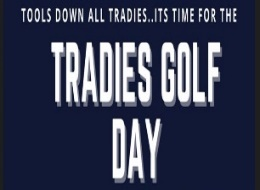 TOOLS DOWN ALL TRADIES..ITS TIME FOR THE
TRADIES GOLF
DAY